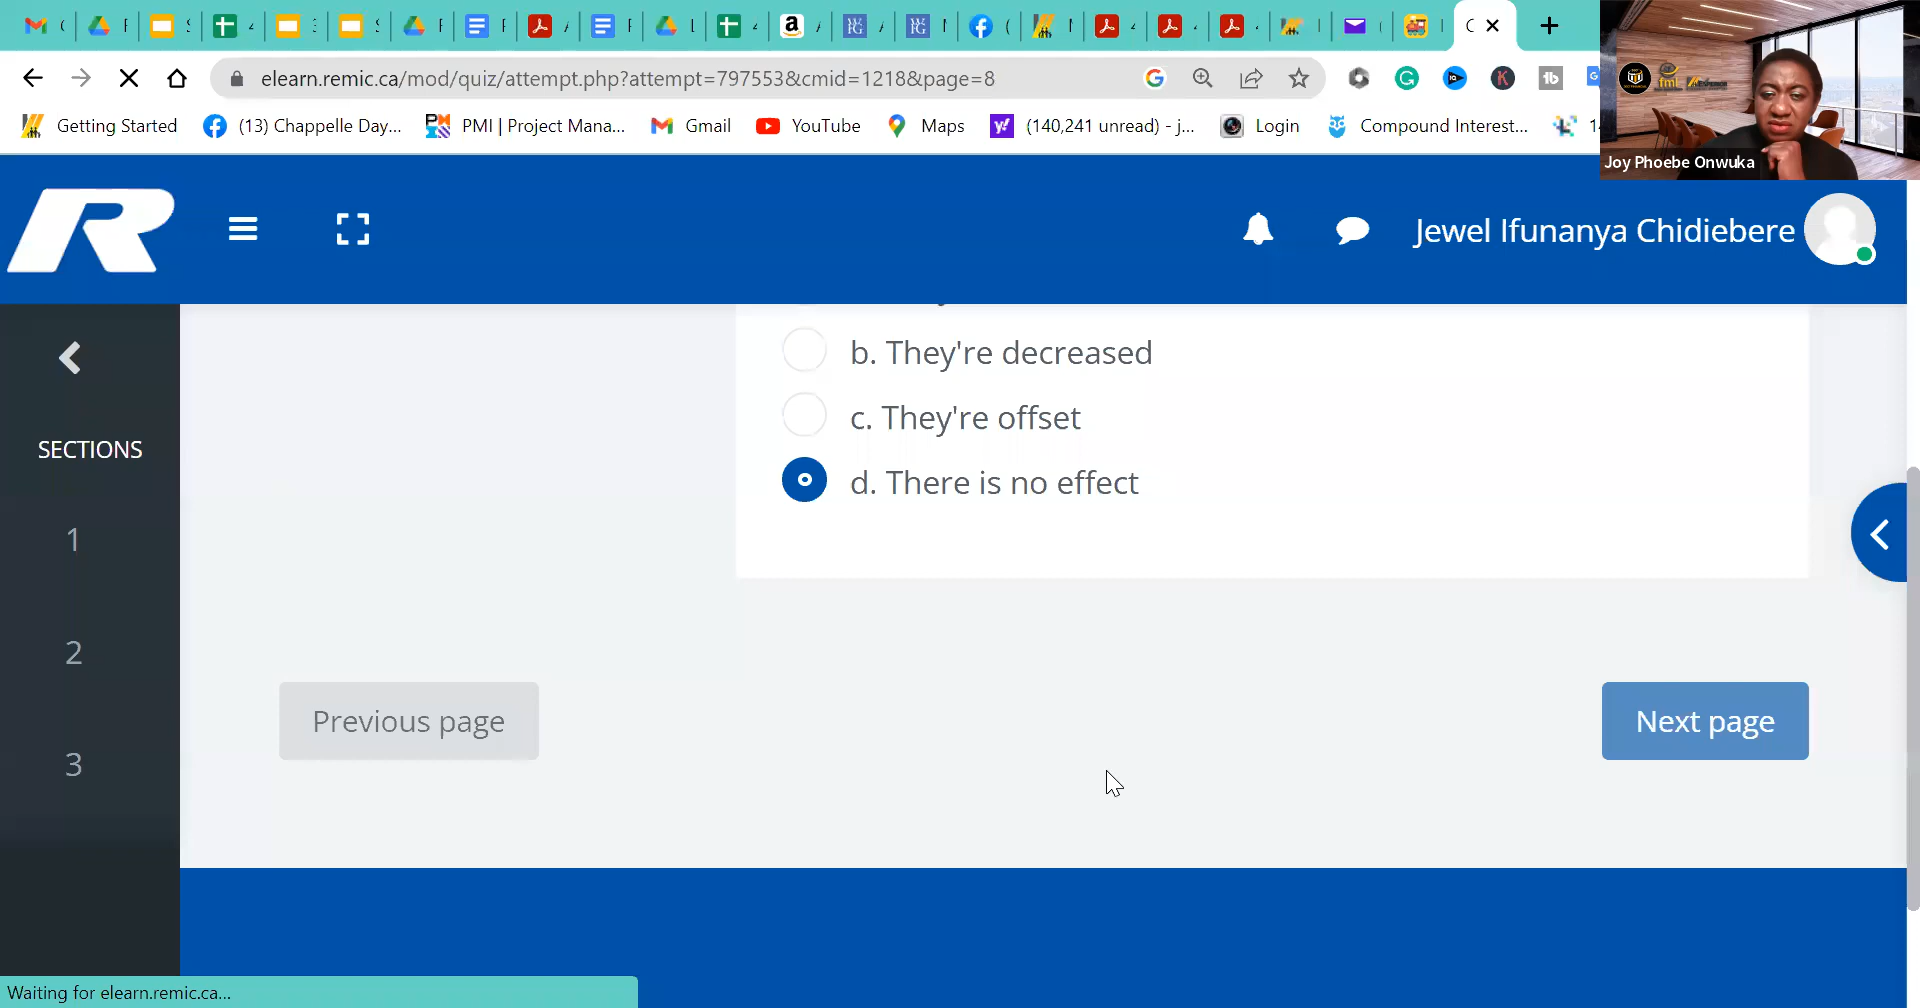 elearn.remic.ca/mod/quiz/attempt.php?attempt=797553&cmid=1218&page=8
Getting Started
(13) Chappelle Day...
PMI | Project Mana...
Gmail
YouTube
Maps
(140,241 unread) - j...
Login
Compound Interest...
Joy Phoebe Onwuka
Jewel Ifunanya Chidiebere
b. They're decreased
c. They're offset
SECTIONS
d. There is no effect
1
2
3
Previous page
Next page
Waiting for elearn.remic.ca...